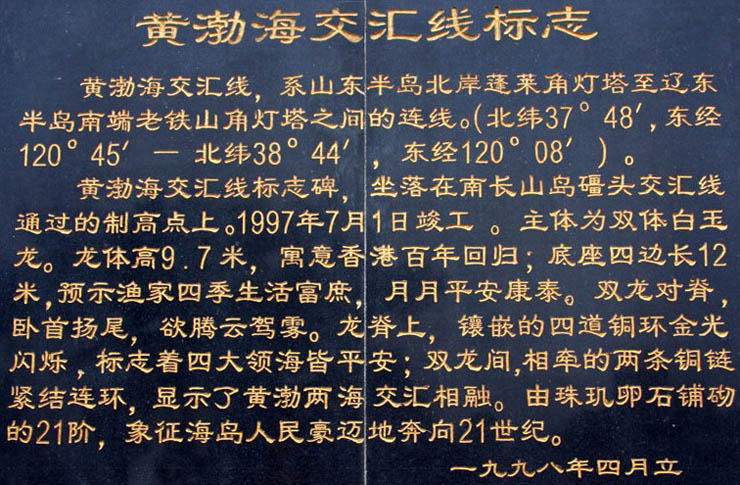 黄渤海交汇线标志
黄渤海交汇线，系山东半岛北岸蓬莱角灯塔至辽东
半岛南端老铁山角灯塔之间的连线。(北纬37°48′，东经
120°45′—北纬38°44′，东经120°08′)。
黄渤海交汇线标志碑，坐落在南长山岛礓头交汇线
通过的制高点上。1997年7月1日竣工。主体为双体白玉
龙。龙体高9.7米，寓意香港百年回归；底座四边长12
米，预示渔家四季生活富庶，月月平安康泰。双龙对脊，
卧首扬尾，欲腾云驾雾。龙脊上，镶嵌的四道铜环金光
闪烁，标志着四大领海皆平安；双龙间，相牵的两条铜链
紧结连环，显示了黄渤两海交汇相融。由珠玑卵石铺砌
的21阶，象征海岛人民豪迈地奔向21世纪。
一九九八年四月立